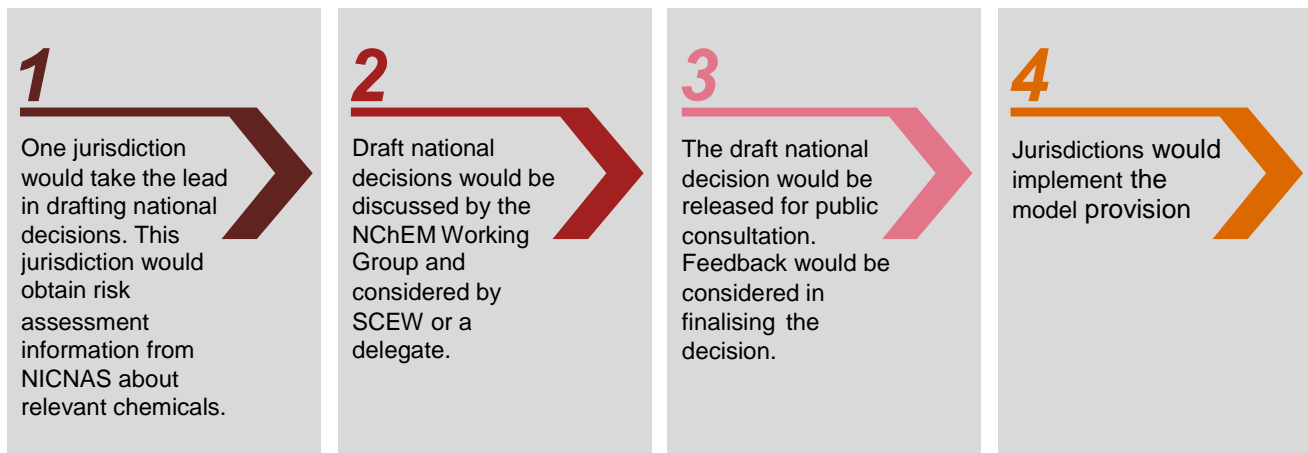 1
One jurisdiction
would take the lead
in drafting national
decisions. This
jurisdiction would
obtain risk
assessment
information from
NICNAS about
relevant chemicals.
2
Draft national
decisions would be
discussed by the
NChEM Working
Group and
considered by
SCEW or a
delegate.
3
The draft national
decision would be
released for public
consultation.
Feedback would be
considered in
finalising the
decision.
4
Jurisdictions would
implement the
model provision